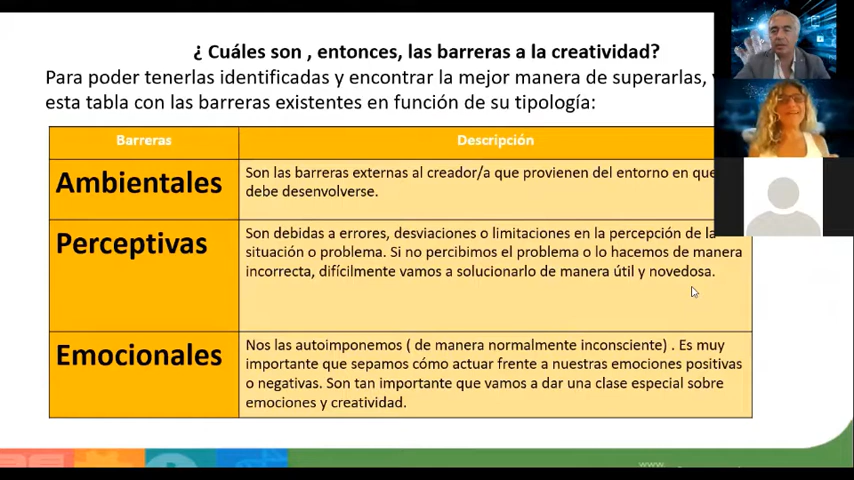 ¿ Cuáles son , entonces, las barreras a la creatividad?
Para poder tenerlas identificadas y encontrar la mejor manera de superarlas,
esta tabla con las barreras existentes en función de su tipología:
Barreras
Descripción
Ambientales
Son las barreras externas al creador/a que provienen del entorno en que
debe desenvolverse.
Perceptivas
Son debidas a errores, desviaciones o limitaciones en la percepción de la
situación o problema. Si no percibimos el problema o lo hacemos de manera
incorrecta, difícilmente vamos a solucionarlo de manera útil y novedosa.
Emocionales
Nos las autoimponemos ( de manera normalmente inconsciente) . Es muy
importante que sepamos cómo actuar frente a nuestras emociones positivas
o negativas. Son tan importante que vamos a dar una clase especial sobre
emociones y creatividad.
www.